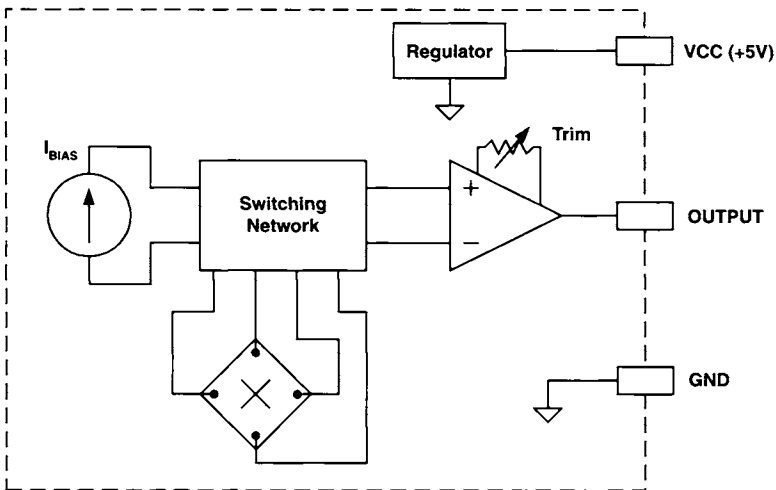 Regulator
VCC (+5V)
Trim
I_BIAS
Switching
Network
+
−
OUTPUT
GND